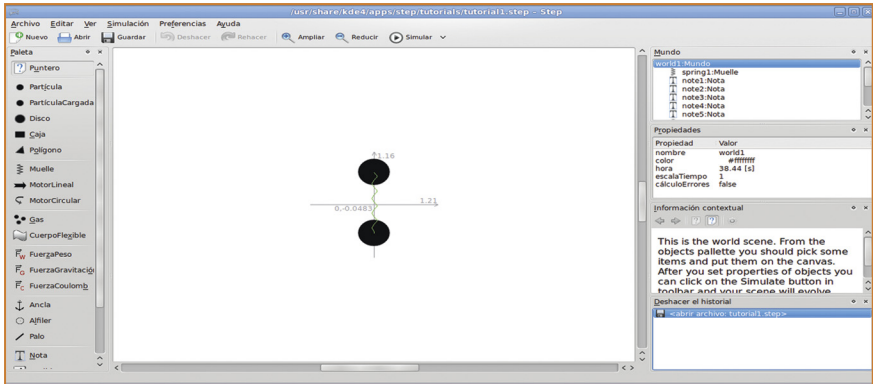 /usr/share/kde4/apps/step/tutorials/tutorial1.step - Step
Archivo Editar Ver Simulación Preferencias Ayuda
Nuevo Abrir Guardar Deshacer Rehacer Ampliar Reducir Simular
Paleta
Puntero
Partícula
PartículaCargada
Disco
Caja
Polígono
Muelle
MotorLineal
MotorCircular
Gas
CuerpoFlexible
FuerzaPeso
FuerzaGravitació
FuerzaCoulomb
Ancla
Alfiler
Palo
Nota
1.16
1.21
0,-0.0483
Mundo
world1:Mundo
spring1:Muelle
note1:Nota
note2:Nota
note3:Nota
note4:Nota
note5:Nota
Propiedades
Propiedad Valor
nombre world1
color #ffffffff
hora 38.44 [s]
escalaTiempo 1
cálculoErrores false
Información contextual
This is the world scene. From the
objects pallette you should pick some
items and put them on the canvas.
After you set properties of objects you
can click on the Simulate button in
toolbar and your scene will evolve
Deshacer el historial
<abrir archivo: tutorial1.step>